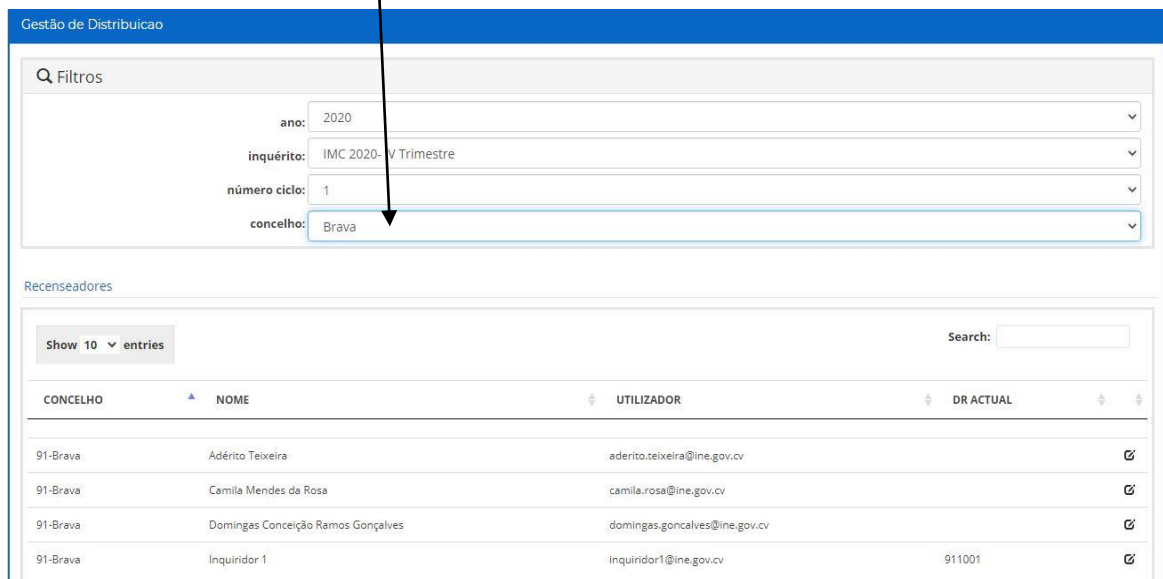 Gestão de Distribuicao
Filtros
ano: 2020
inquérito: IMC 2020- V Trimestre
número ciclo: 1
concelho: Brava
Recenseadores
Show 10 entries Search:
CONCELHO NOME UTILIZADOR DR ACTUAL
91-Brava Adérito Teixeira aderito.teixeira@ine.gov.cv
91-Brava Camila Mendes da Rosa camila.rosa@ine.gov.cv
91-Brava Domingas Conceição Ramos Gonçalves domingas.goncalves@ine.gov.cv
91-Brava Inquiridor 1 inquiridor1@ine.gov.cv 911001